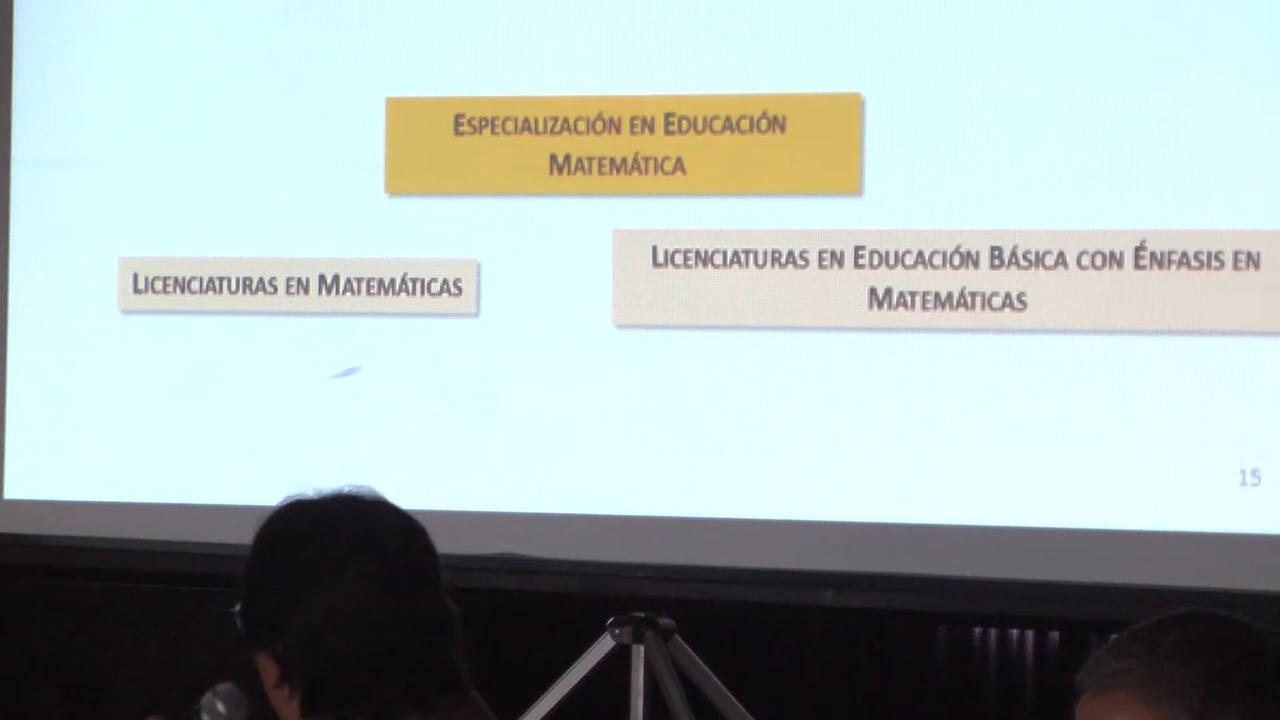 ESPECIALIZACIÓN EN EDUCACIÓN
MATEMÁTICA
LICENCIATURAS EN MATEMÁTICAS
LICENCIATURAS EN EDUCACIÓN BÁSICA CON ÉNFASIS EN
MATEMÁTICAS
15